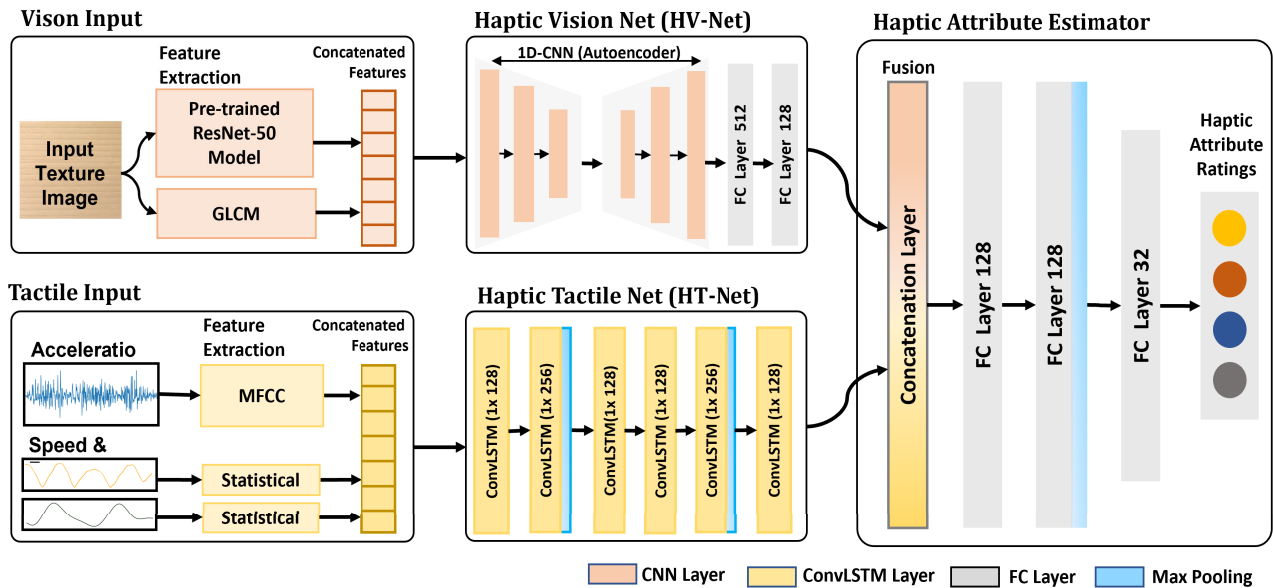 Vison Input
Feature
Extraction
Concatenated
Features
Input
Texture
Image
Pre-trained
ResNet-50
Model
GLCM
Haptic Vision Net (HV-Net)
1D-CNN (Autoencoder)
FC Layer 512
FC Layer 128
Tactile Input
Feature
Extraction
Concatenated
Features
Acceleratio
MFCC
Speed &
Statistical
Statistical
Haptic Tactile Net (HT-Net)
ConvLSTM (1x 128)
ConvLSTM (1x 256)
ConvLSTM(1x 128)
ConvLSTM (1x 128)
ConvLSTM (1x 256)
ConvLSTM (1x 128)
Haptic Attribute Estimator
Fusion
Concatenation Layer
FC Layer 128
FC Layer 128
FC Layer 32
Haptic
Attribute
Ratings
CNN Layer
ConvLSTM Layer
FC Layer
Max Pooling